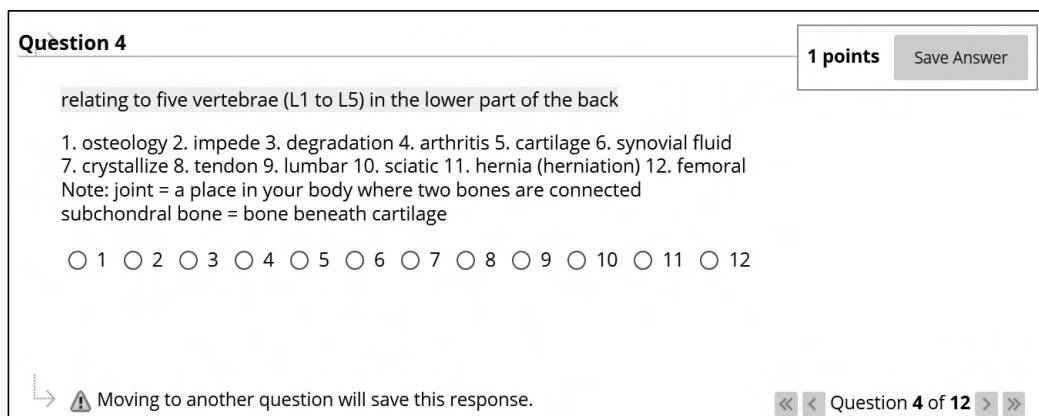 Question 4
1 points
Save Answer
relating to five vertebrae (L1 to L5) in the lower part of the back
1. osteology 2. impede 3. degradation 4. arthritis 5. cartilage 6. synovial fluid
7. crystallize 8. tendon 9. lumbar 10. sciatic 11. hernia (herniation) 12. femoral
Note: joint = a place in your body where two bones are connected
subchondral bone = bone beneath cartilage
1 2 3 4 5 6 7 8 9 10 11 12
Moving to another question will save this response.
Question 4 of 12